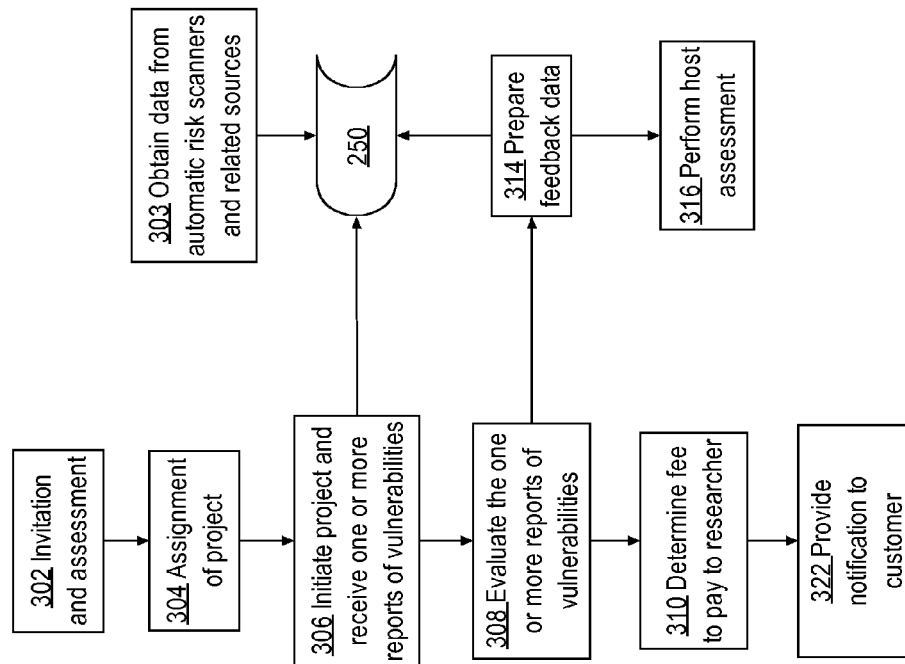 302 Invitation
and assessment
304 Assignment
of project
306 Initiate project and
receive one or more
reports of vulnerabilities
308 Evaluate the one
or more reports of
vulnerabilities
310 Determine fee
to pay to researcher
322 Provide
notification to
customer
303 Obtain data from
automatic risk scanners
and related sources
250
314 Prepare
feedback data
316 Perform host
assessment